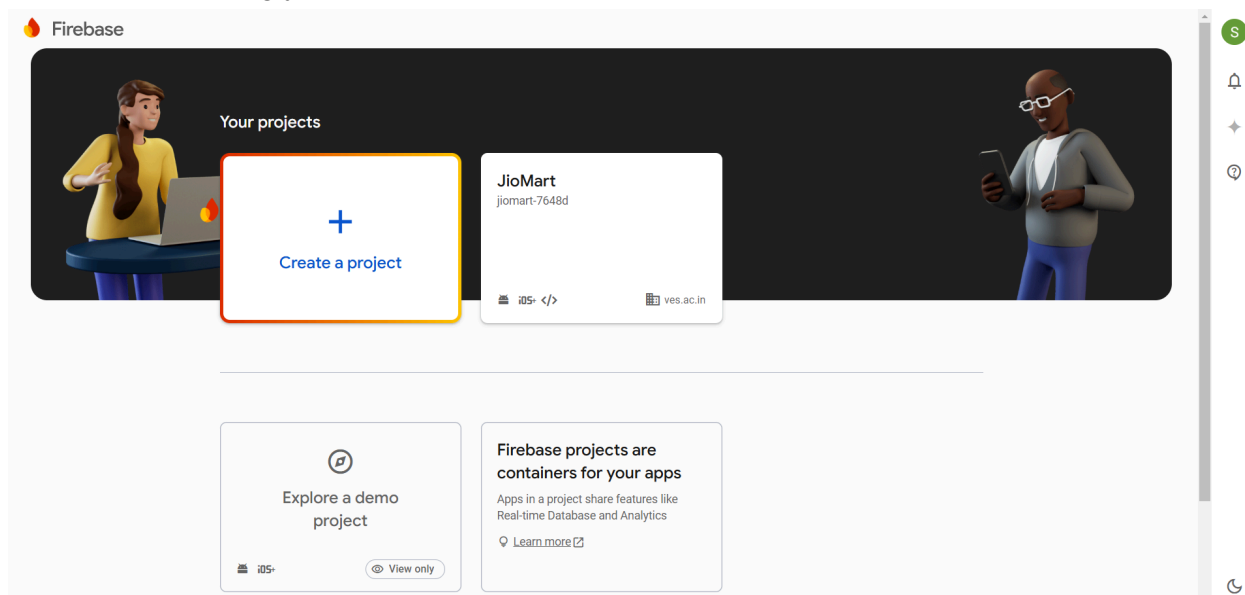 Firebase
S
Your projects
Create a project
JioMart
jiomart-7648d
iOS+ </>
ves.ac.in
Explore a demo
project
iOS+
View only
Firebase projects are
containers for your apps
Apps in a project share features like
Real-time Database and Analytics
Learn more